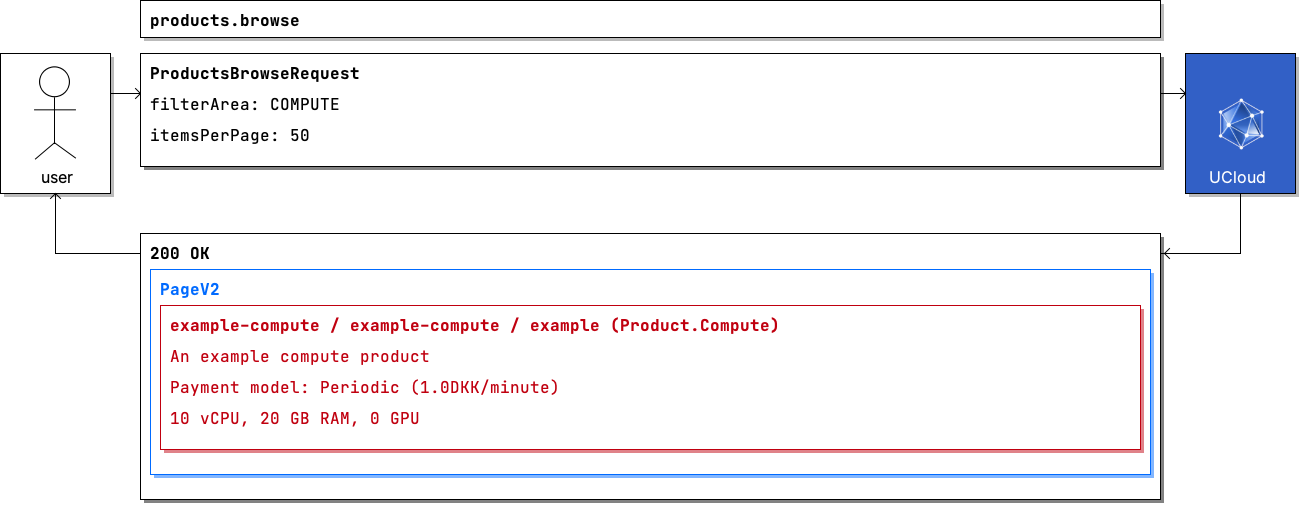 products.browse
ProductsBrowseRequest
filterArea: COMPUTE
itemsPerPage: 50
user
UCloud
200 OK
PageV2
example-compute / example-compute / example (Product.Compute)
An example compute product
Payment model: Periodic (1.0DKK/minute)
10 vCPU, 20 GB RAM, 0 GPU